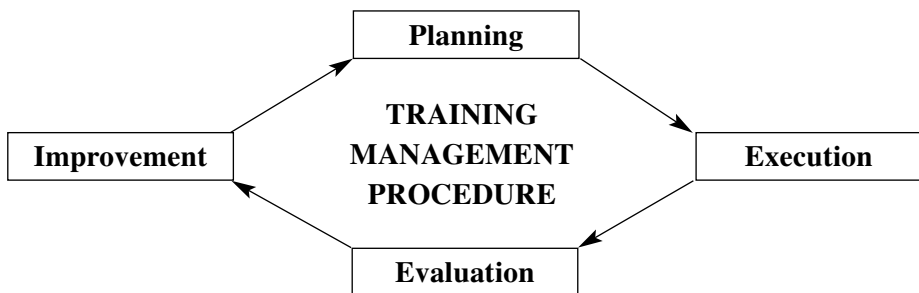 Planning
TRAINING
MANAGEMENT
PROCEDURE
Improvement
Execution
Evaluation